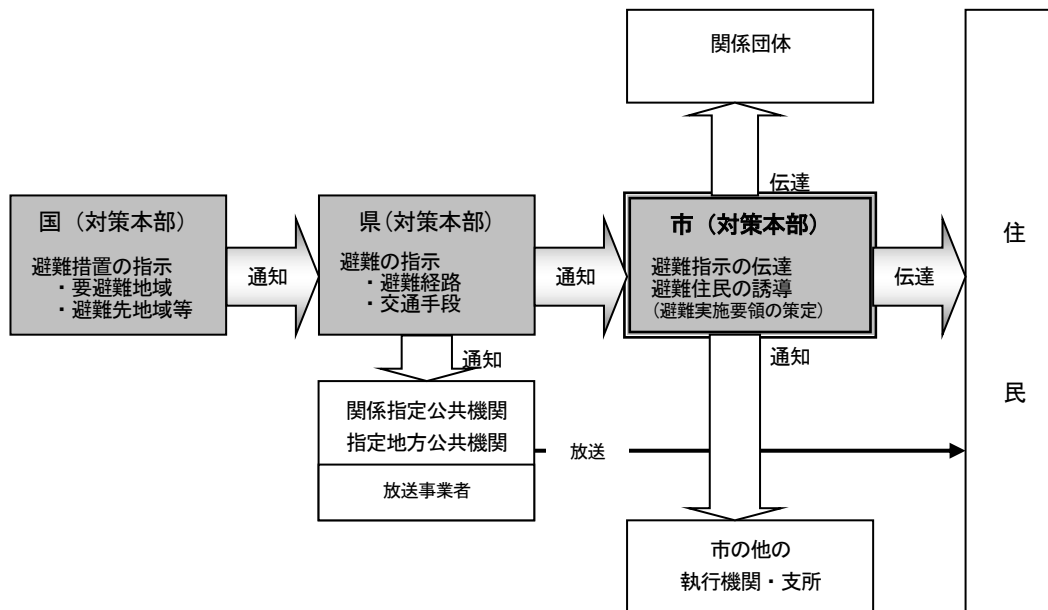 関係団体
伝達
国（対策本部）
避難措置の指示
・要避難地域
・避難先地域等
通知
県（対策本部）
避難の指示
・避難経路
・交通手段
通知
市（対策本部）
避難指示の伝達
避難住民の誘導
（避難実施要領の策定）
伝達
住
民
通知
関係指定公共機関
指定地方公共機関
放送事業者
放送
通知
市の他の
執行機関・支所